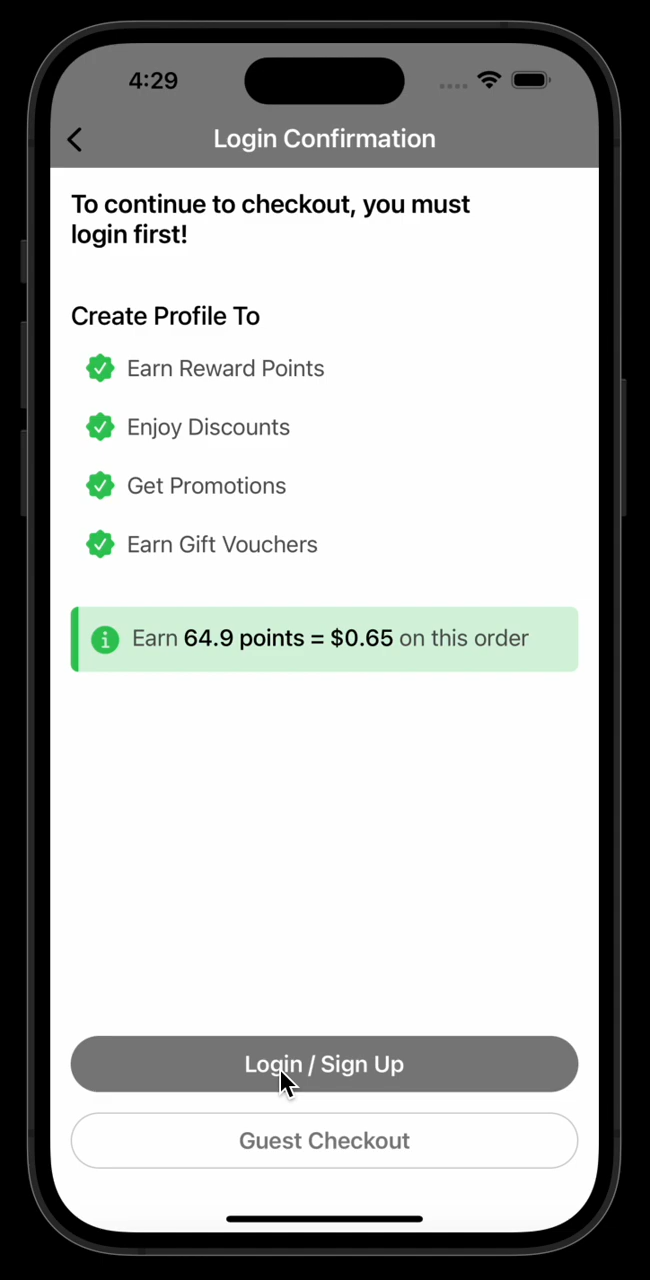 4:29
Login Confirmation
To continue to checkout, you must
login first!
Create Profile To
Earn Reward Points
Enjoy Discounts
Get Promotions
Earn Gift Vouchers
Earn 64.9 points = $0.65 on this order
Login / Sign Up
Guest Checkout